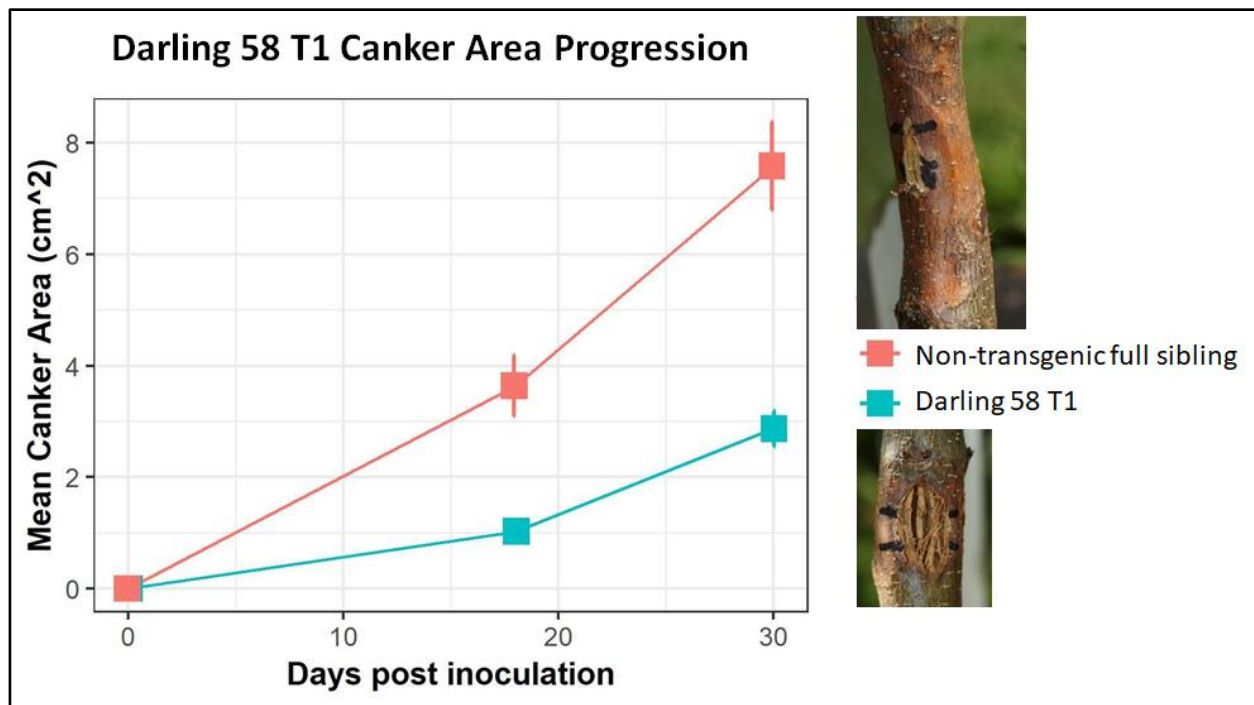 Darling 58 T1 Canker Area Progression
Mean Canker Area (cm^2)
8
6
4
2
0
0 10 20 30
Days post inoculation
Non-transgenic full sibling
Darling 58 T1